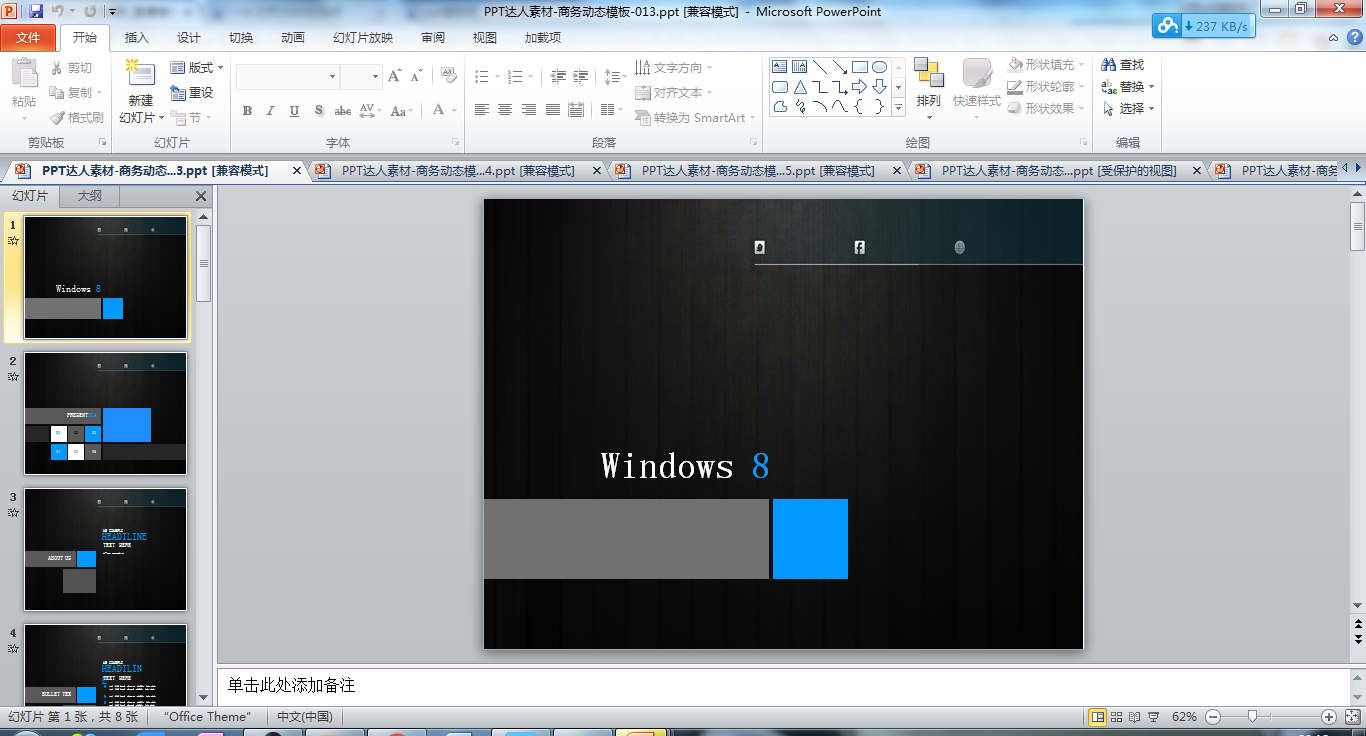 PPT达人素材-商务动态模板-013.ppt [兼容模式] - Microsoft PowerPoint
237 KB/s
文件 开始 插入 设计 切换 动画 幻灯片放映 审阅 视图 加载项
粘贴 剪切 复制 格式刷
剪贴板
新建
幻灯片 版式 重设 节
幻灯片
B I U S abc AV Aa A
字体
文字方向
对齐文本
转换为 SmartArt
段落
排列 快速样式
形状填充
形状轮廓
形状效果
绘图
查找
替换
选择
编辑
PPT达人素材-商务动态...3.ppt [兼容模式] PPT达人素材-商务动态模...4.ppt [兼容模式] PPT达人素材-商务动态模...5.ppt [兼容模式] PPT达人素材-商务动态...ppt [受保护的视图] PPT达人素材-商务
幻灯片 大纲
1
Windows 8
2
3
HEADILINE
TEXT HERE
ABOUT US
4
HEADILIN
TEXT HERE
BULLET TEX
Windows 8
单击此处添加备注
幻灯片 第 1 张，共 8 张 “Office Theme” 中文(中国) 62%